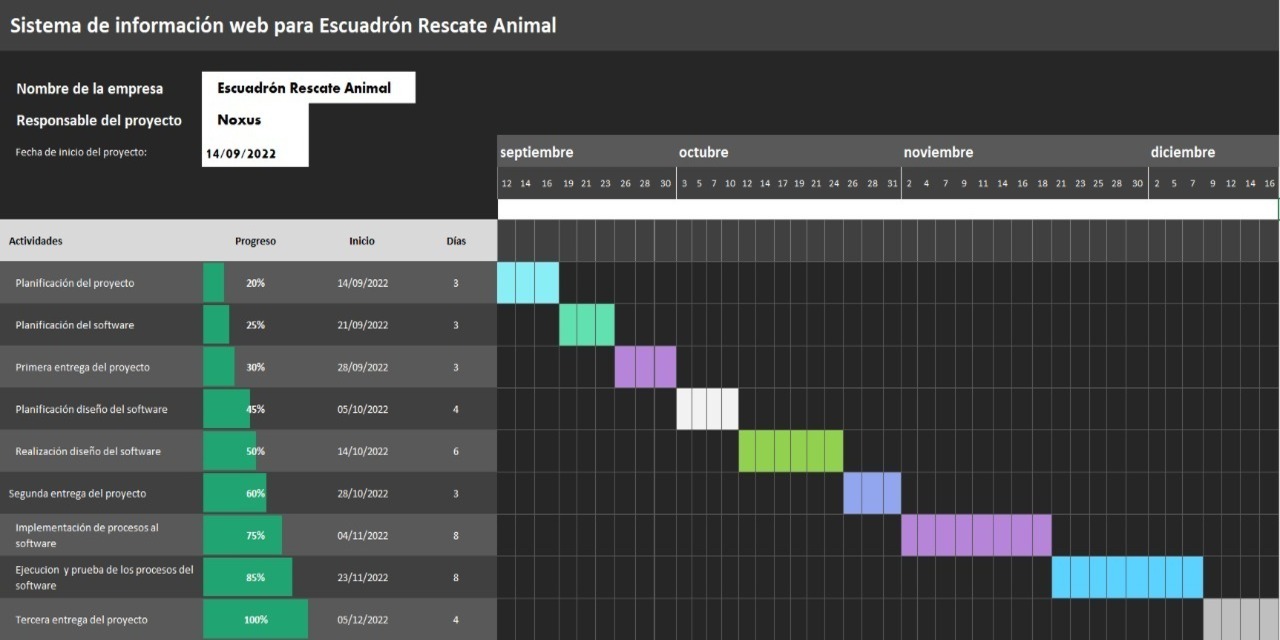 Sistema de información web para Escuadrón Rescate Animal
Nombre de la empresa Escuadrón Rescate Animal
Responsable del proyecto Noxus
Fecha de inicio del proyecto: 14/09/2022
septiembre octubre noviembre diciembre
12 14 16 19 21 23 26 28 30 3 5 7 10 12 14 17 19 21 24 26 28 31 2 4 7 9 11 14 16 18 21 23 25 28 30 2 5 7 9 12 14 16
Actividades Progreso Inicio Días
Planificación del proyecto 20% 14/09/2022 3
Planificación del software 25% 21/09/2022 3
Primera entrega del proyecto 30% 28/09/2022 3
Planificación diseño del software 45% 05/10/2022 4
Realización diseño del software 50% 14/10/2022 6
Segunda entrega del proyecto 60% 28/10/2022 3
Implementación de procesos al
software 75% 04/11/2022 8
Ejecucion y prueba de los procesos del
software 85% 23/11/2022 8
Tercera entrega del proyecto 100% 05/12/2022 4